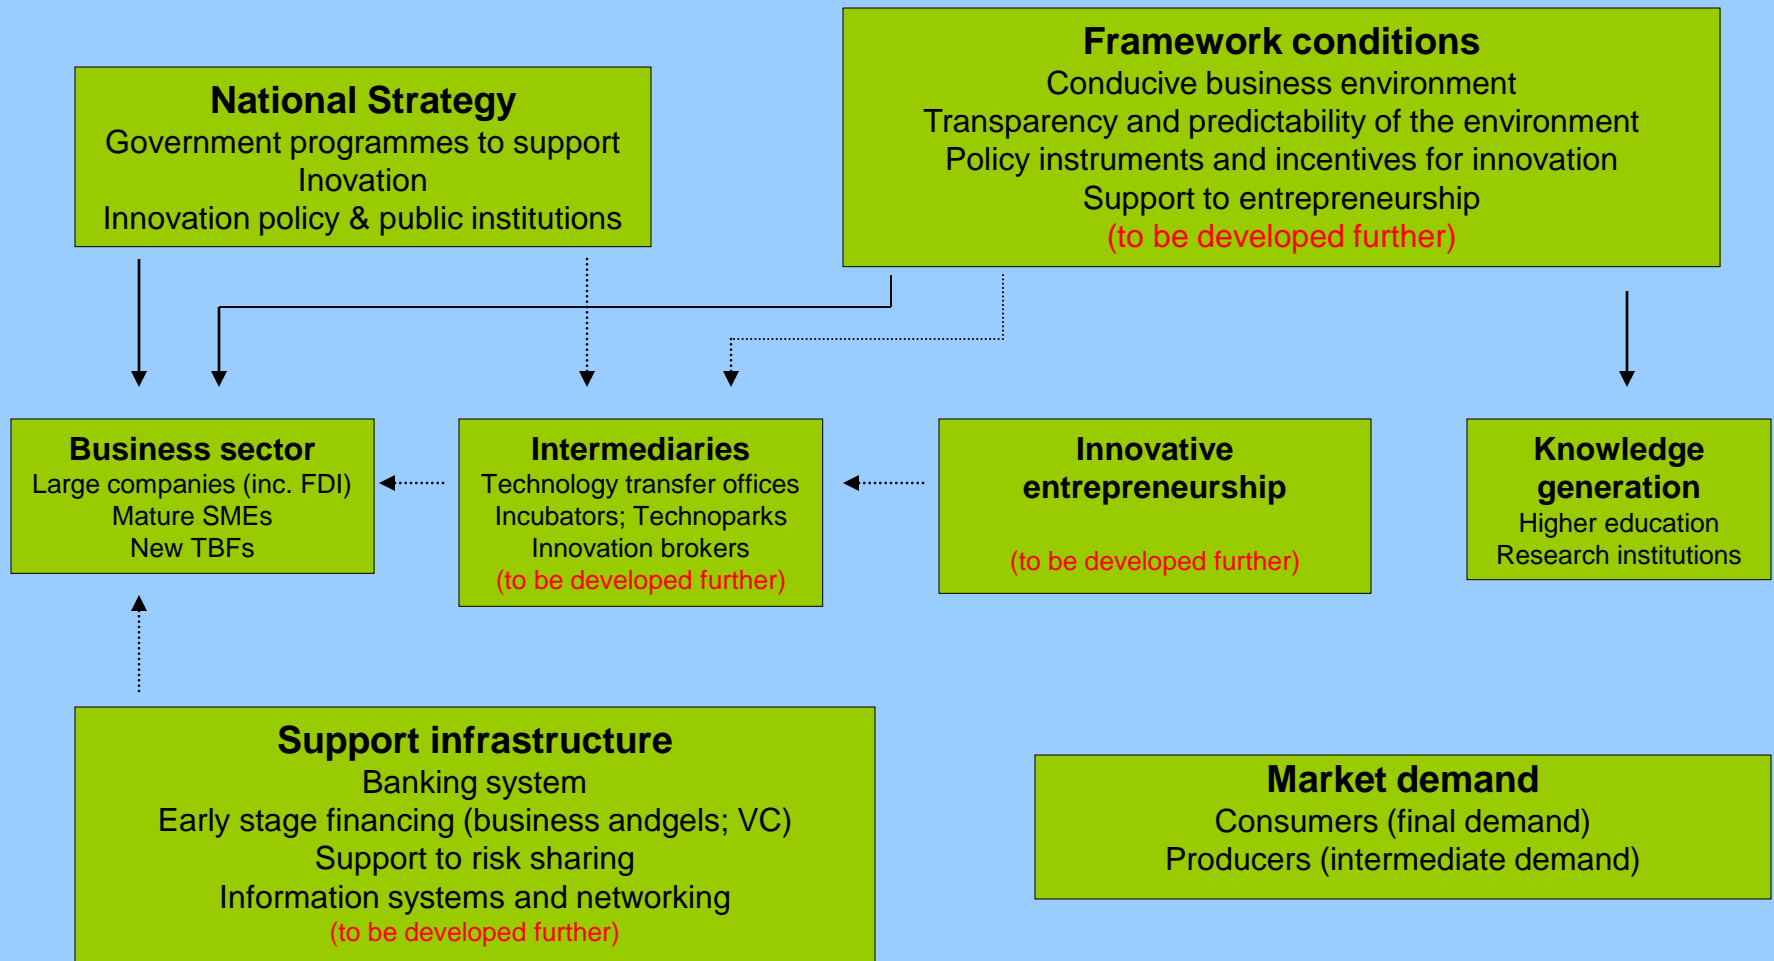 National Strategy
Government programmes to support
Inovation
Innovation policy & public institutions
Framework conditions
Conducive business environment
Transparency and predictability of the environment
Policy instruments and incentives for innovation
Support to entrepreneurship
(to be developed further)
Business sector
Large companies (inc. FDI)
Mature SMEs
New TBFs
Intermediaries
Technology transfer offices
Incubators; Technoparks
Innovation brokers
(to be developed further)
Innovative
entrepreneurship
(to be developed further)
Knowledge
generation
Higher education
Research institutions
Support infrastructure
Banking system
Early stage financing (business andgels; VC)
Support to risk sharing
Information systems and networking
(to be developed further)
Market demand
Consumers (final demand)
Producers (intermediate demand)